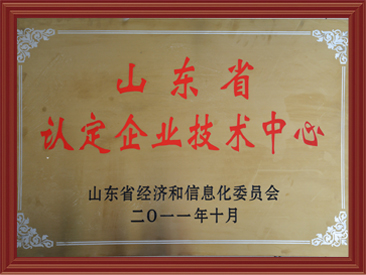 山东省
认定企业技术中心
山东省经济和信息化委员会
二〇一一年十月